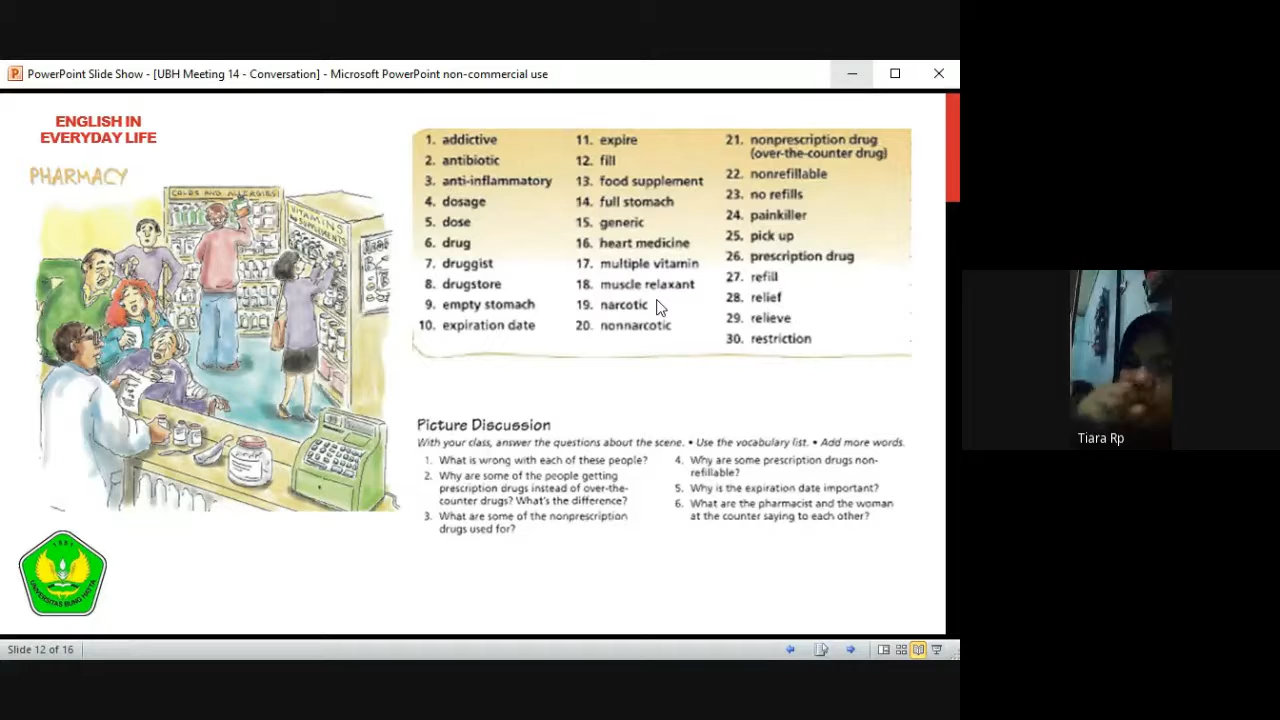 PowerPoint Slide Show - [UBH Meeting 14 - Conversation] - Microsoft PowerPoint non-commercial use
ENGLISH IN
EVERYDAY LIFE
PHARMACY
COLDS AND ALLERGIES
VITAMINS
1. addictive
2. antibiotic
3. anti-inflammatory
4. dosage
5. dose
6. drug
7. druggist
8. drugstore
9. empty stomach
10. expiration date
11. expire
12. fill
13. food supplement
14. full stomach
15. generic
16. heart medicine
17. multiple vitamin
18. muscle relaxant
19. narcotic
20. nonnarcotic
21. nonprescription drug
(over-the-counter drug)
22. nonrefillable
23. no refills
24. painkiller
25. pick up
26. prescription drug
27. refill
28. relief
29. relieve
30. restriction
Picture Discussion
With your class, answer the questions about the scene. • Use the vocabulary list. • Add more words.
1. What is wrong with each of these people?
2. Why are some of the people getting
prescription drugs instead of over-the-
counter drugs? What's the difference?
3. What are some of the nonprescription
drugs used for?
4. Why are some prescription drugs non-
refillable?
5. Why is the expiration date important?
6. What are the pharmacist and the woman
at the counter saying to each other?
UNIVERSITAS BUNG HATTA
Slide 12 of 16
Tiara Rp